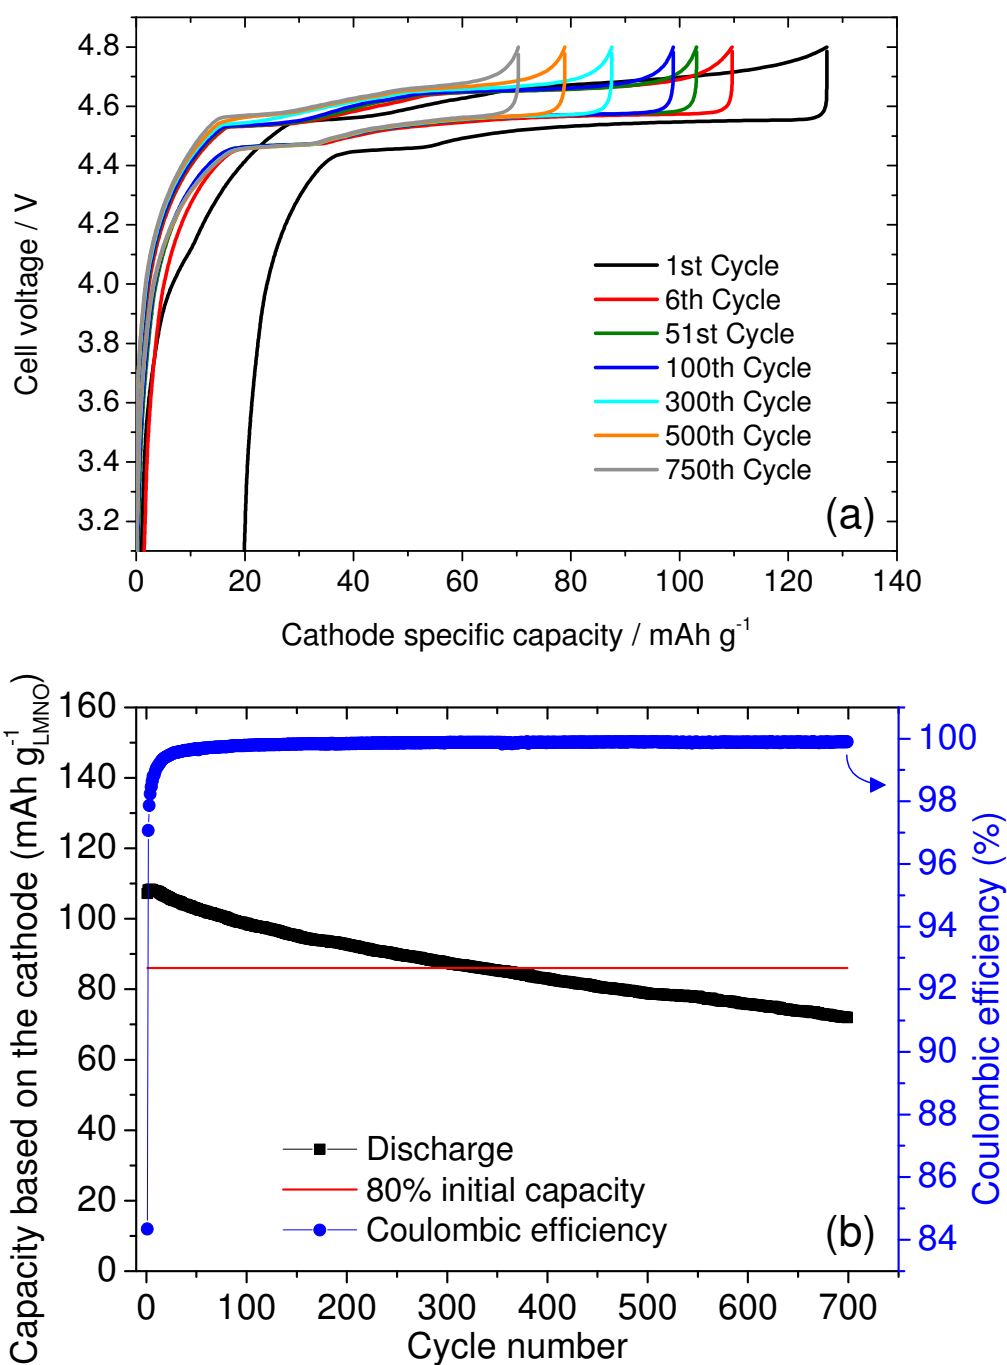 4.8
4.6
4.4
4.2
4.0
3.8
3.6
3.4
3.2
Cell voltage / V
1st Cycle
6th Cycle
51st Cycle
100th Cycle
300th Cycle
500th Cycle
750th Cycle
(a)
0 20 40 60 80 100 120 140
Cathode specific capacity / mAh g⁻¹
160
140
120
100
80
60
40
20
0
Capacity based on the cathode (mAh g⁻¹LMNO)
100
98
96
94
92
90
88
86
84
Coulombic efficiency (%)
Discharge
80% initial capacity
Coulombic efficiency
(b)
0 100 200 300 400 500 600 700
Cycle number